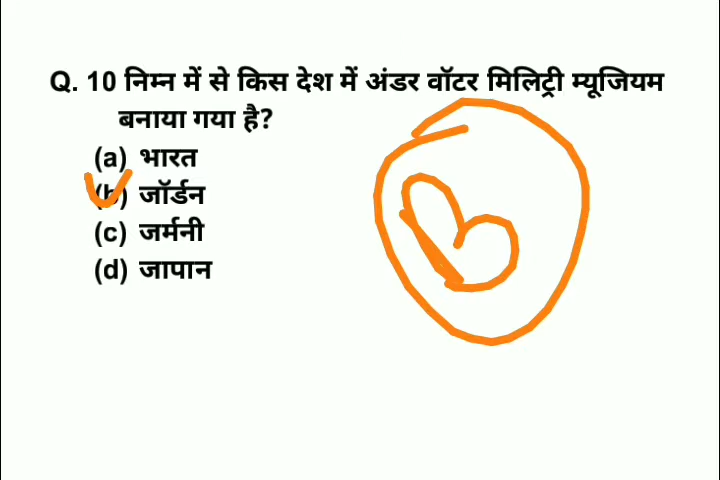 Q. 10 निम्न में से किस देश में अंडर वॉटर मिलिट्री म्यूजियम
बनाया गया है?
(a) भारत
(b) जॉर्डन
(c) जर्मनी
(d) जापान